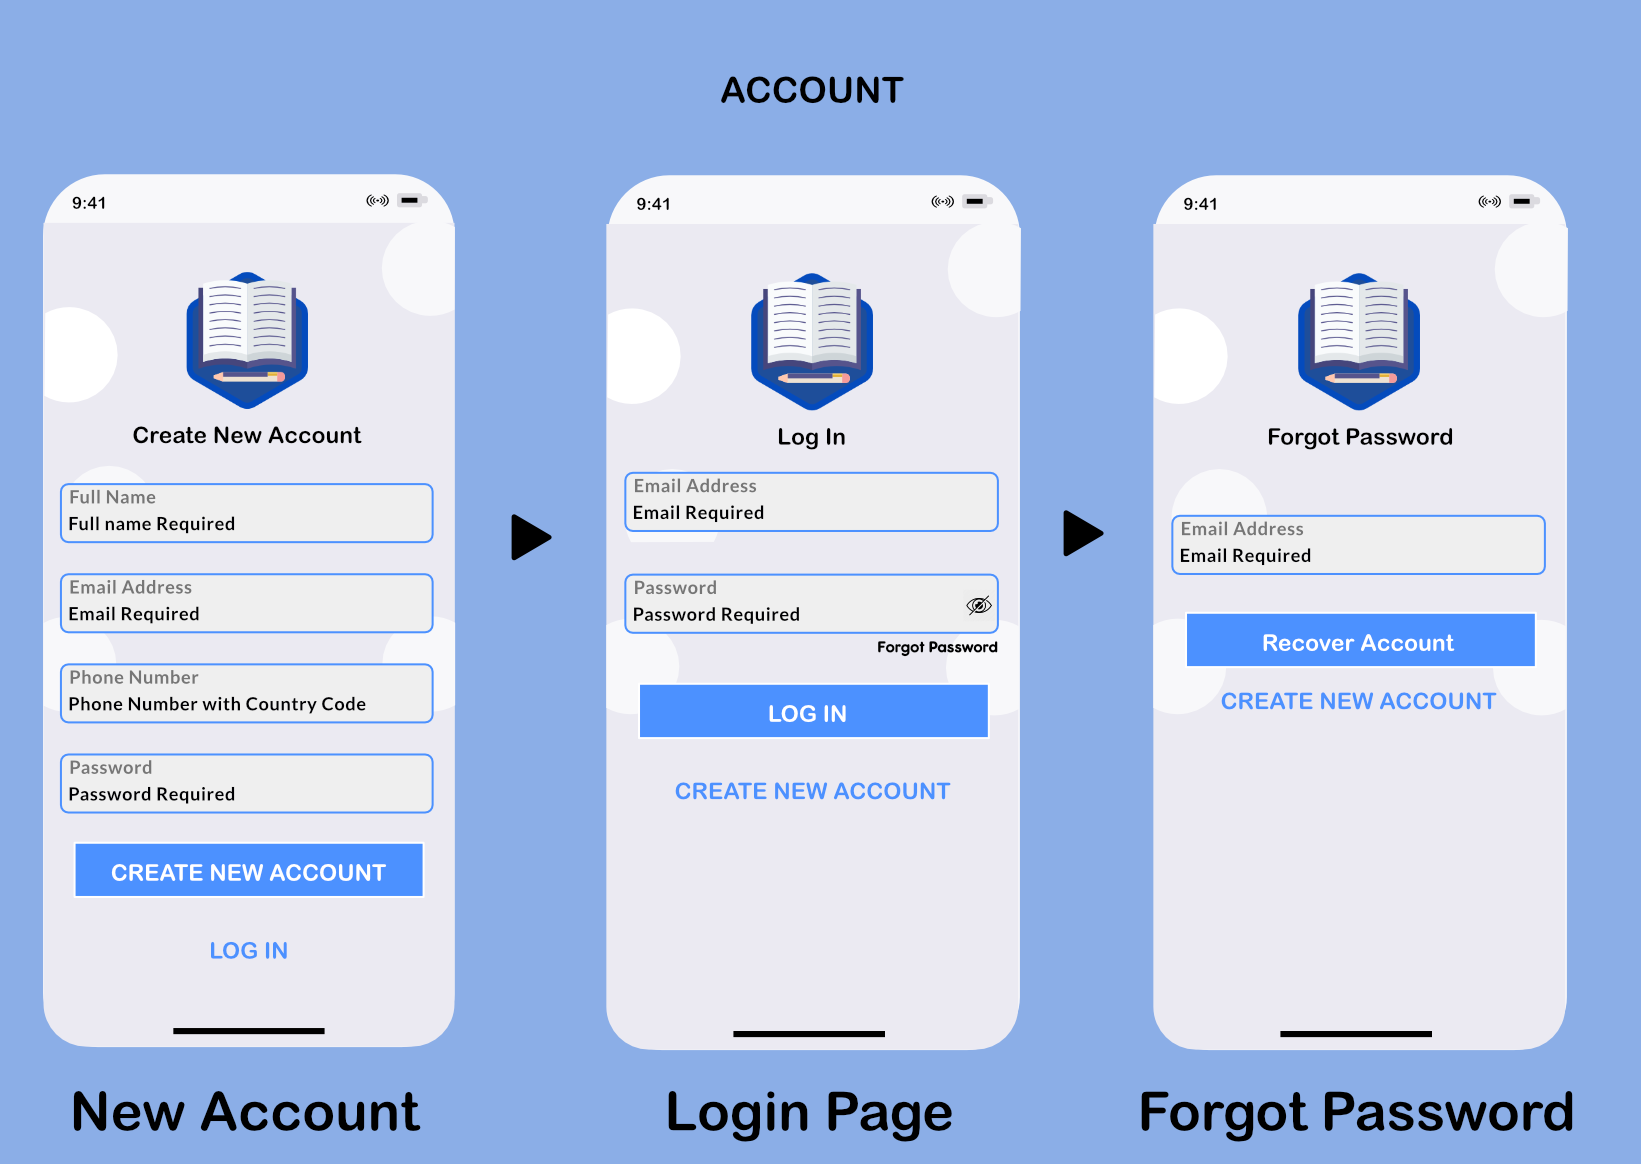 ACCOUNT
9:41
Create New Account
Full Name
Full name Required
Email Address
Email Required
Phone Number
Phone Number with Country Code
Password
Password Required
CREATE NEW ACCOUNT
LOG IN
New Account
9:41
Log In
Email Address
Email Required
Password
Password Required
Forgot Password
LOG IN
CREATE NEW ACCOUNT
Login Page
9:41
Forgot Password
Email Address
Email Required
Recover Account
CREATE NEW ACCOUNT
Forgot Password